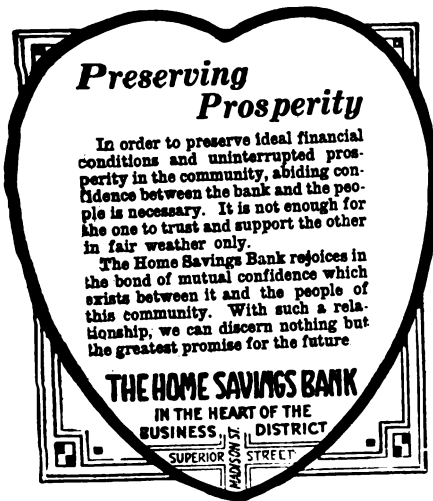 Preserving
Prosperity
In order to preserve ideal financial
conditions and uninterrupted pros-
perity in the community, abiding con-
fidence between the bank and the peo-
ple is necessary. It is not enough for
the one to trust and support the other
in fair weather only.
The Home Savings Bank rejoices in
the bond of mutual confidence which
exists between it and the people of
this community. With such a rela-
tionship, we can discern nothing but
the greatest promise for the future
THE HOME SAVINGS BANK
IN THE HEART OF THE
BUSINESS DISTRICT
SUPERIOR STREET
MADISON ST.